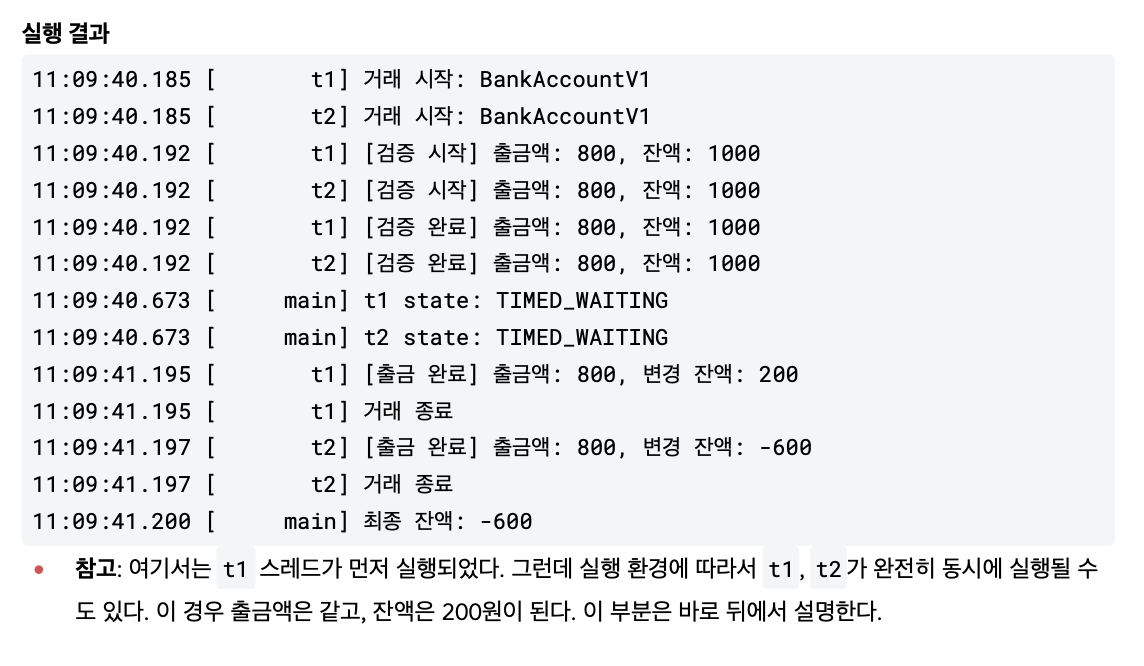 실행 결과
11:09:40.185 [       t1] 거래 시작: BankAccountV1
11:09:40.185 [       t2] 거래 시작: BankAccountV1
11:09:40.192 [       t1] [검증 시작] 출금액: 800, 잔액: 1000
11:09:40.192 [       t2] [검증 시작] 출금액: 800, 잔액: 1000
11:09:40.192 [       t1] [검증 완료] 출금액: 800, 잔액: 1000
11:09:40.192 [       t2] [검증 완료] 출금액: 800, 잔액: 1000
11:09:40.673 [     main] t1 state: TIMED_WAITING
11:09:40.673 [     main] t2 state: TIMED_WAITING
11:09:41.195 [       t1] [출금 완료] 출금액: 800, 변경 잔액: 200
11:09:41.195 [       t1] 거래 종료
11:09:41.197 [       t2] [출금 완료] 출금액: 800, 변경 잔액: -600
11:09:41.197 [       t2] 거래 종료
11:09:41.200 [     main] 최종 잔액: -600
• 참고: 여기서는 t1 스레드가 먼저 실행되었다. 그런데 실행 환경에 따라서 t1, t2가 완전히 동시에 실행될 수
도 있다. 이 경우 출금액은 같고, 잔액은 200원이 된다. 이 부분은 바로 뒤에서 설명한다.